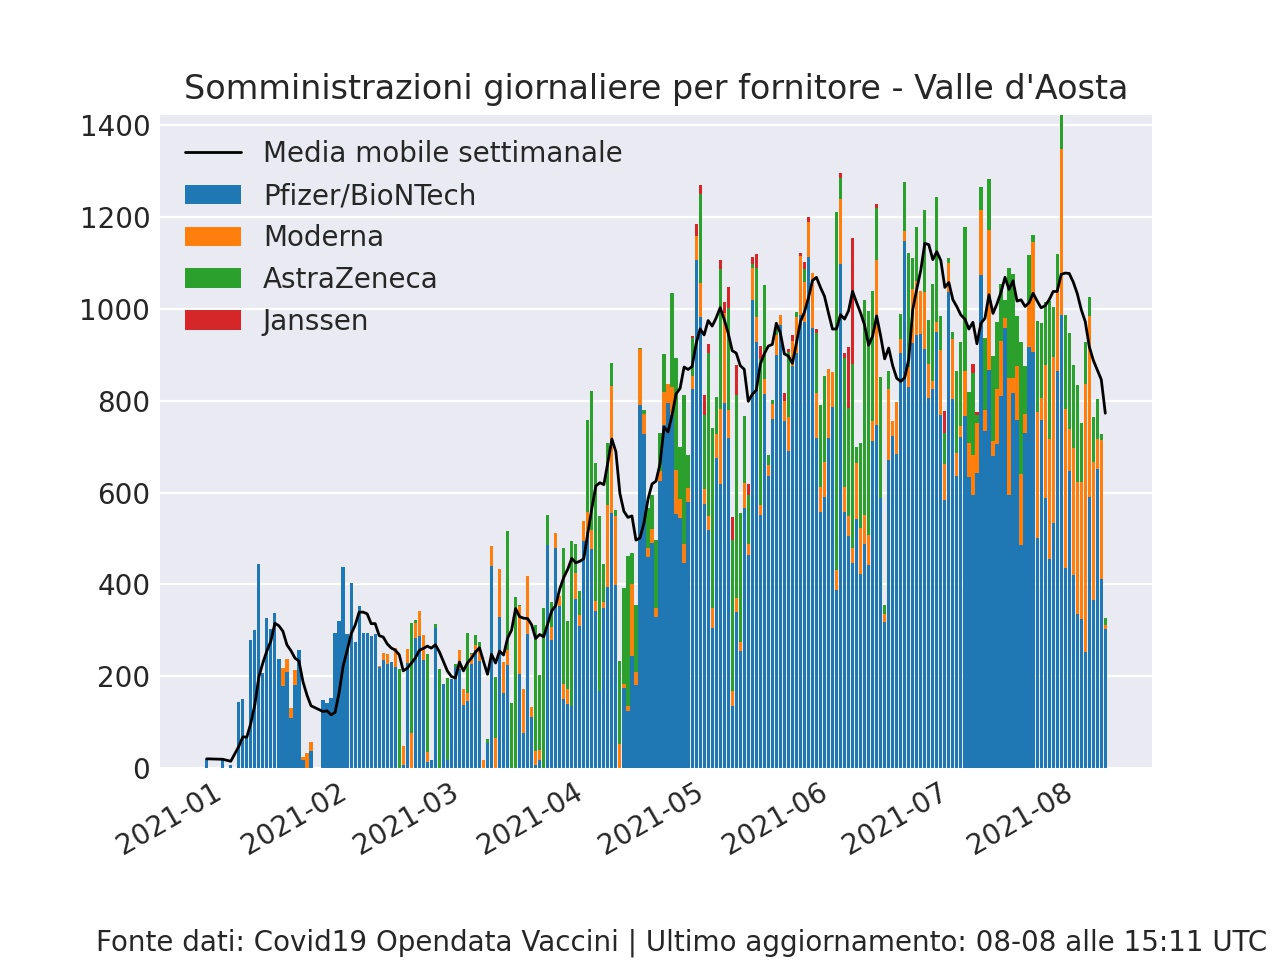 Somministrazioni giornaliere per fornitore - Valle d'Aosta
1400
1200
1000
800
600
400
200
0
Media mobile settimanale
Pfizer/BioNTech
Moderna
AstraZeneca
Janssen
2021-01
2021-02
2021-03
2021-04
2021-05
2021-06
2021-07
2021-08
Fonte dati: Covid19 Opendata Vaccini | Ultimo aggiornamento: 08-08 alle 15:11 UTC